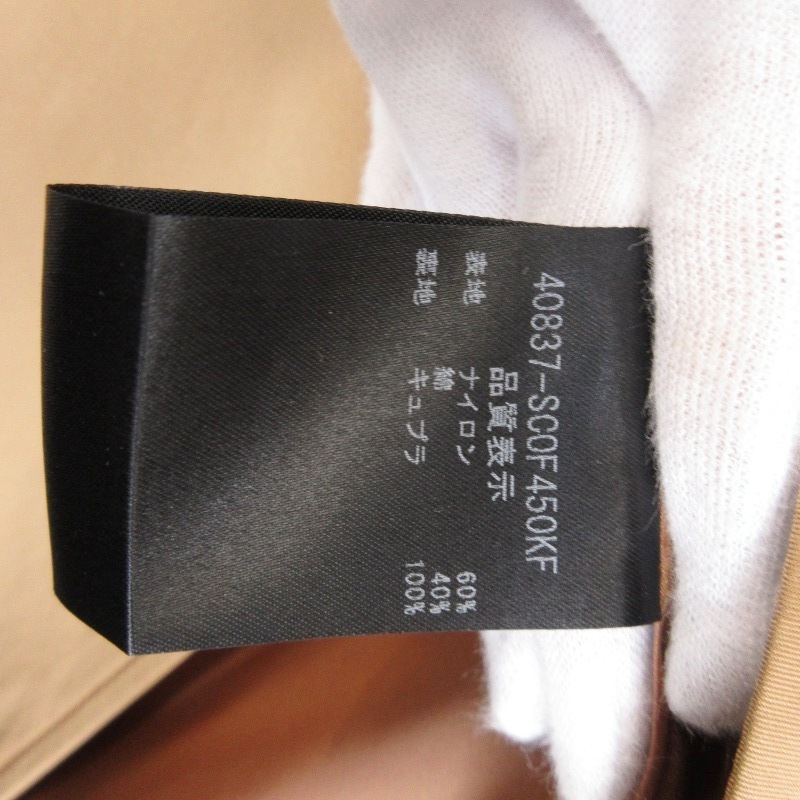 40837-SCOF450KF
品質表示
表地 ナイロン 60%
綿 40%
裏地 キュプラ 100%